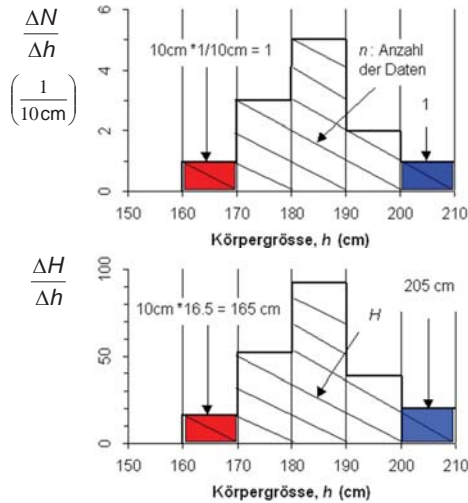 ΔN
Δh
(1
10cm)
10cm *1/10cm = 1
n: Anzahl
der Daten
1
6
4
2
0
150 160 170 180 190 200 210
Körpergrösse, h (cm)
ΔH
Δh
10cm *16.5 = 165 cm
205 cm
H
100
50
0
150 160 170 180 190 200 210
Körpergrösse, h (cm)